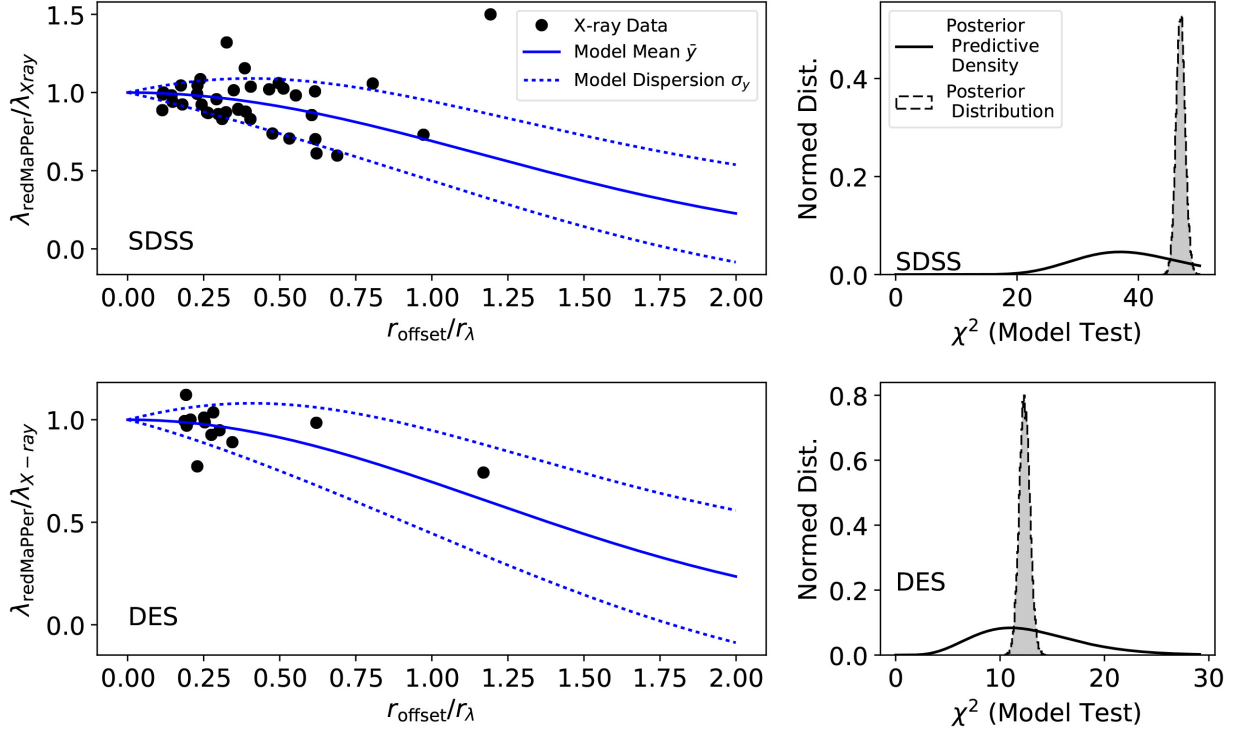 1.5
1.0
0.5
0.0
λredMaPPer/λXray
X-ray Data
Model Mean ȳ
Model Dispersion σy
SDSS
0.00 0.25 0.50 0.75 1.00 1.25 1.50 1.75 2.00
roffset/rλ
0.4
0.2
0.0
Normed Dist.
Posterior
Predictive
Density
Posterior
Distribution
SDSS
0 20 40
χ² (Model Test)
1.0
0.5
0.0
λredMaPPer/λX−ray
DES
0.00 0.25 0.50 0.75 1.00 1.25 1.50 1.75 2.00
roffset/rλ
0.8
0.6
0.4
0.2
0.0
Normed Dist.
DES
0 10 20 30
χ² (Model Test)